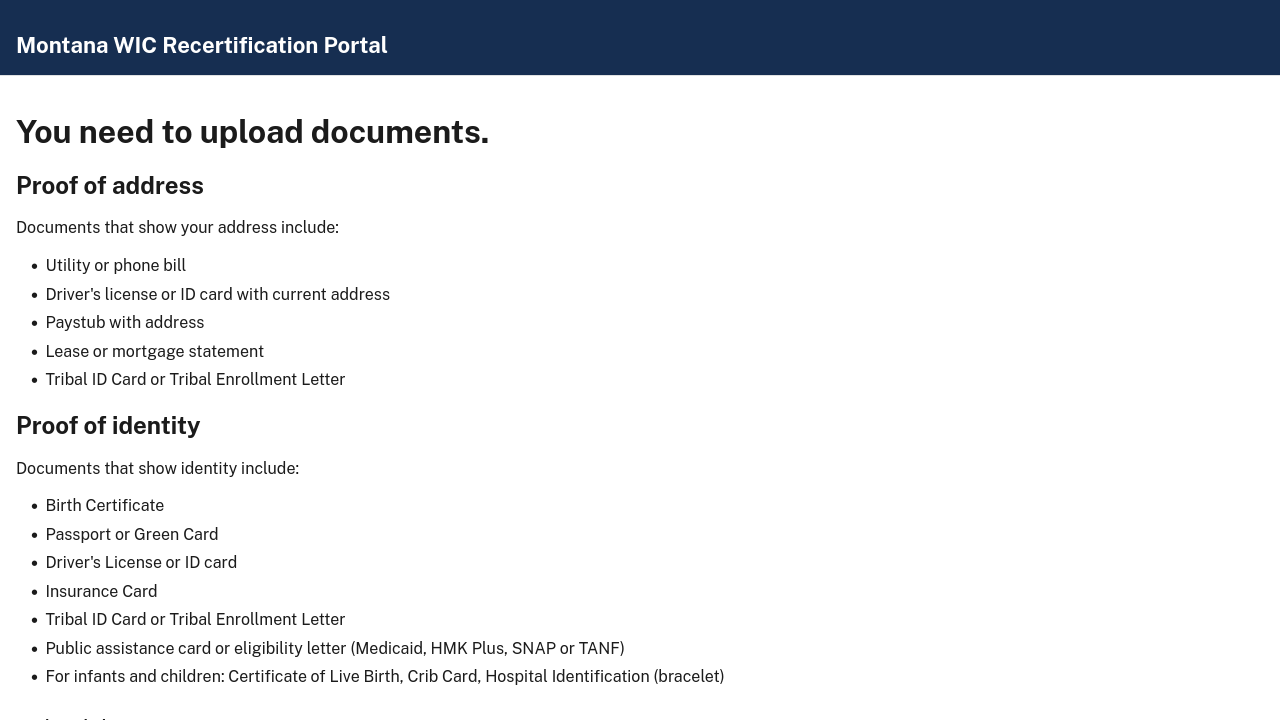 Montana WIC Recertification Portal
You need to upload documents.
Proof of address
Documents that show your address include:
• Utility or phone bill
• Driver's license or ID card with current address
• Paystub with address
• Lease or mortgage statement
• Tribal ID Card or Tribal Enrollment Letter
Proof of identity
Documents that show identity include:
• Birth Certificate
• Passport or Green Card
• Driver's License or ID card
• Insurance Card
• Tribal ID Card or Tribal Enrollment Letter
• Public assistance card or eligibility letter (Medicaid, HMK Plus, SNAP or TANF)
• For infants and children: Certificate of Live Birth, Crib Card, Hospital Identification (bracelet)